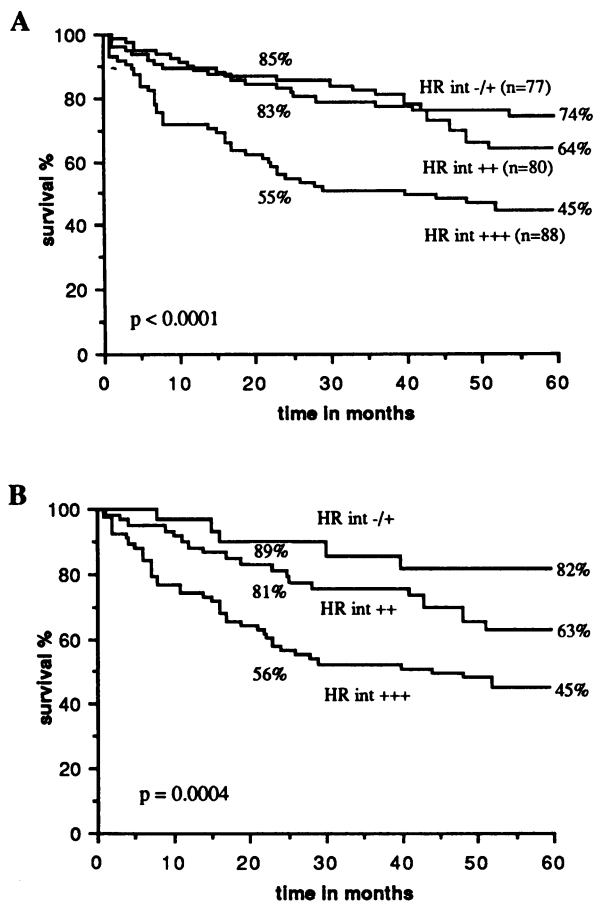 A
100
80
60
40
20
0
survival %
85%
83%
55%
HR int -/+ (n=77)
74%
64%
HR int ++ (n=80)
45%
HR int +++ (n=88)
p < 0.0001
0 10 20 30 40 50 60
time in months
B
100
80
60
40
20
0
survival %
HR int -/+
89%
82%
81%
HR int ++
63%
56%
HR int +++
45%
p = 0.0004
0 10 20 30 40 50 60
time in months